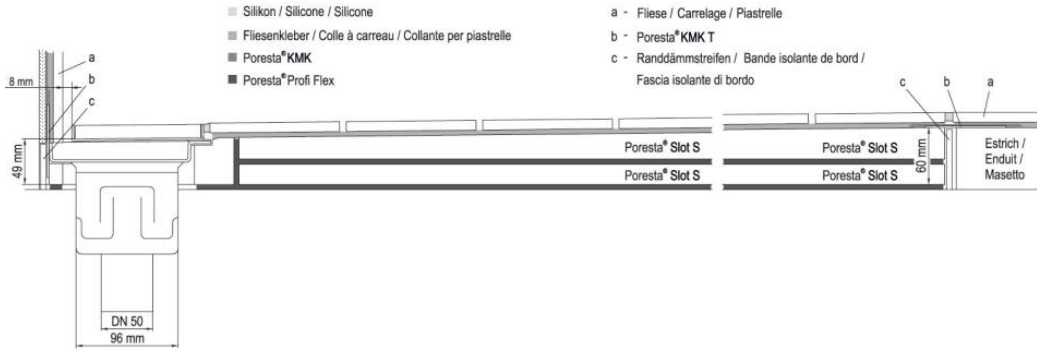 Silikon / Silicone / Silicone
Fliesenkleber / Colle à carreau / Collante per piastrelle
Poresta® KMK
Poresta® Profi Flex
a - Fliese / Carrelage / Piastrelle
b - Poresta® KMK T
c - Randdämmstreifen / Bande isolante de bord /
Fascia isolante di bordo
a
8 mm
b
c
c
b
a
49 mm
Poresta® Slot S
Poresta® Slot S
Poresta® Slot S
Poresta® Slot S
60 mm
Estrich /
Enduit /
Masetto
DN 50
96 mm